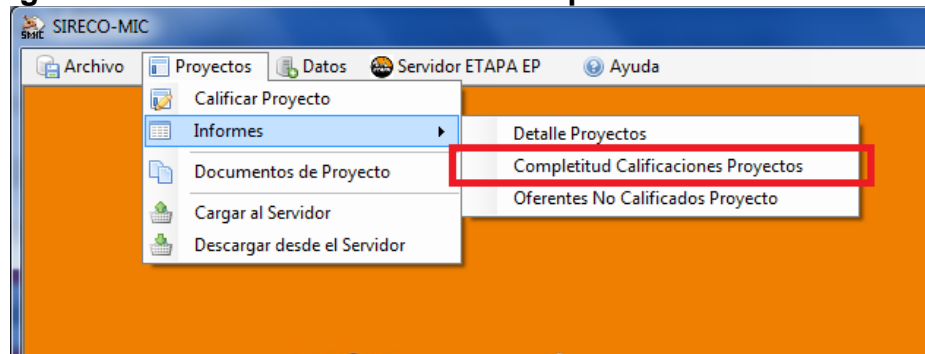 SIRECO-MIC
SMIC
Archivo Proyectos Datos Servidor ETAPA EP Ayuda
Calificar Proyecto
Informes
Detalle Proyectos
Documentos de Proyecto
Completitud Calificaciones Proyectos
Oferentes No Calificados Proyecto
Cargar al Servidor
Descargar desde el Servidor